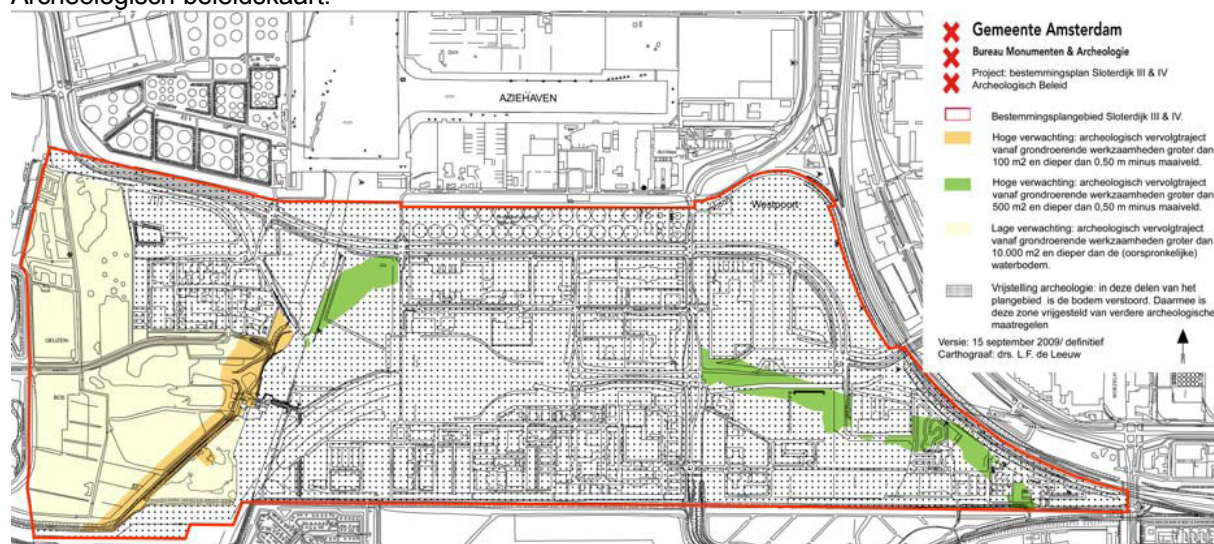 Archeologisch beleidskaart:
AZIEHAVEN
Westpoort
GEUZEN-
BOS
Gemeente Amsterdam
Bureau Monumenten & Archeologie
Project: bestemmingsplan Sloterdijk III & IV
Archeologisch Beleid
Bestemmingsplangebied Sloterdijk III & IV.
Hoge verwachting: archeologisch vervolgtraject
vanaf grondroerende werkzaamheden groter dan
100 m2 en dieper dan 0,50 m minus maaiveld.
Hoge verwachting: archeologisch vervolgtraject
vanaf grondroerende werkzaamheden groter dan
500 m2 en dieper dan 0,50 m minus maaiveld.
Lage verwachting: archeologisch vervolgtraject
vanaf grondroerende werkzaamheden groter dan
10.000 m2 en dieper dan de (oorspronkelijke)
waterbodem.
Vrijstelling archeologie: in deze delen van het
plangebied is de bodem verstoord. Daarmee is
deze zone vrijgesteld van verdere archeologische
maatregelen
Versie: 15 september 2009/ definitief
Carthograaf: drs. L.F. de Leeuw